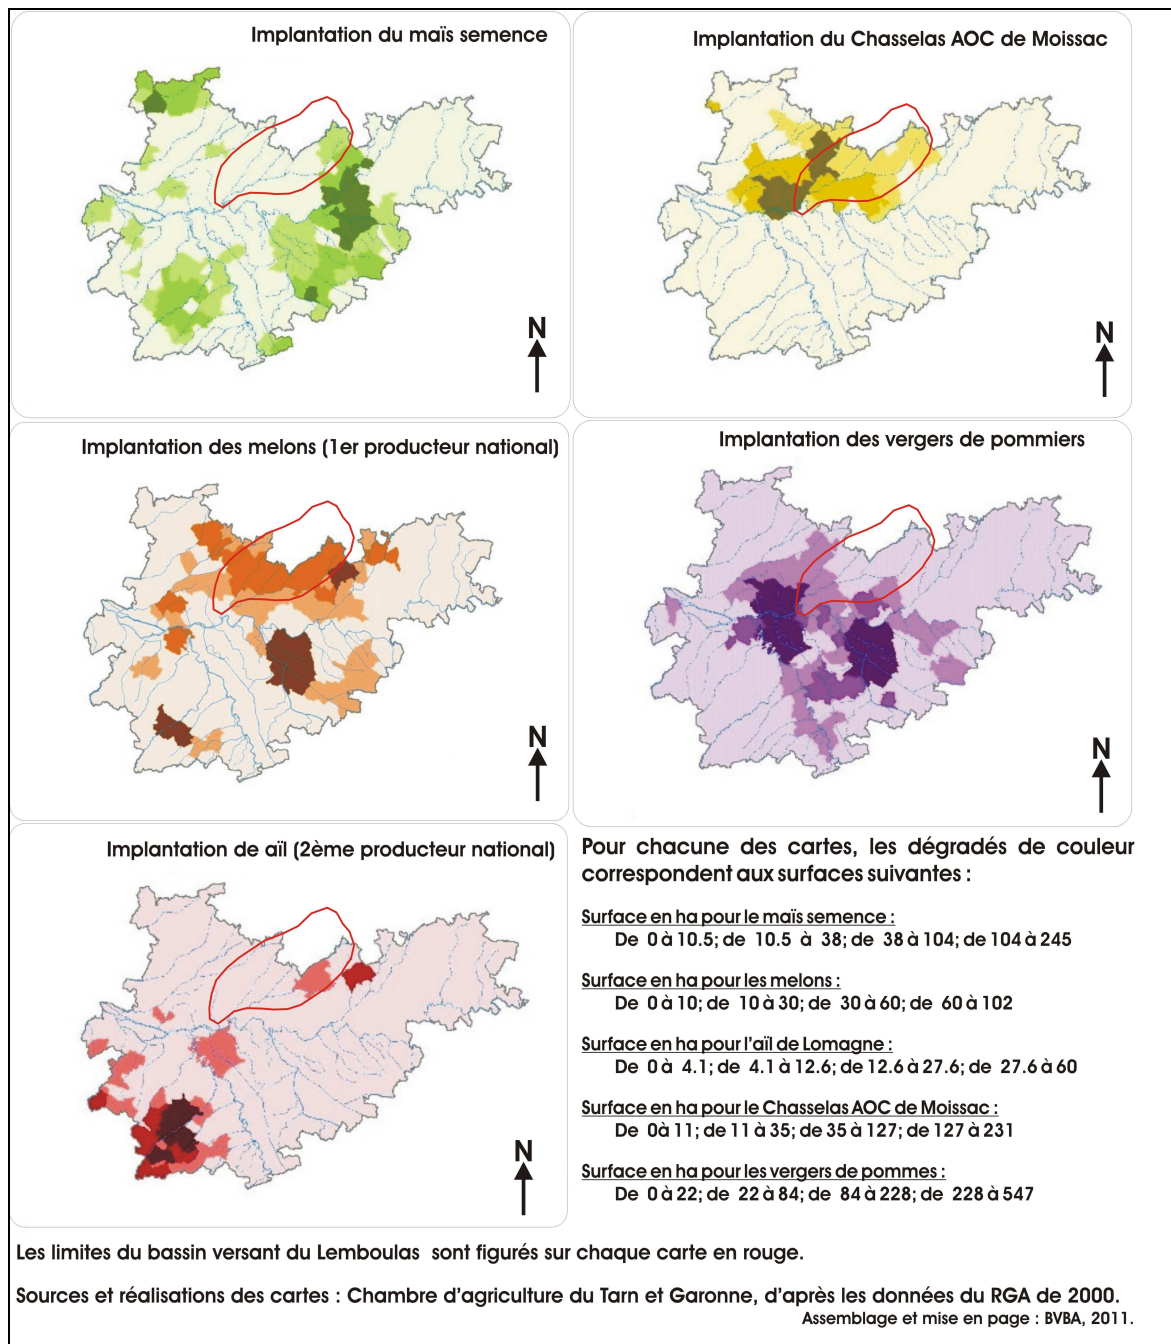 Implantation du maïs semence
N
Implantation du Chasselas AOC de Moissac
N
Implantation des melons (1er producteur national)
N
Implantation des vergers de pommiers
N
Implantation de aïl (2ème producteur national)
N
Pour chacune des cartes, les dégradés de couleur
correspondent aux surfaces suivantes :
Surface en ha pour le maïs semence :
De 0 à 10.5; de 10.5 à 38; de 38 à 104; de 104 à 245
Surface en ha pour les melons :
De 0 à 10; de 10 à 30; de 30 à 60; de 60 à 102
Surface en ha pour l'aïl de Lomagne :
De 0 à 4.1; de 4.1 à 12.6; de 12.6 à 27.6; de 27.6 à 60
Surface en ha pour le Chasselas AOC de Moissac :
De 0à 11; de 11 à 35; de 35 à 127; de 127 à 231
Surface en ha pour les vergers de pommes :
De 0 à 22; de 22 à 84; de 84 à 228; de 228 à 547
Les limites du bassin versant du Lemboulas sont figurés sur chaque carte en rouge.
Sources et réalisations des cartes : Chambre d'agriculture du Tarn et Garonne, d'après les données du RGA de 2000.
Assemblage et mise en page : BVBA, 2011.